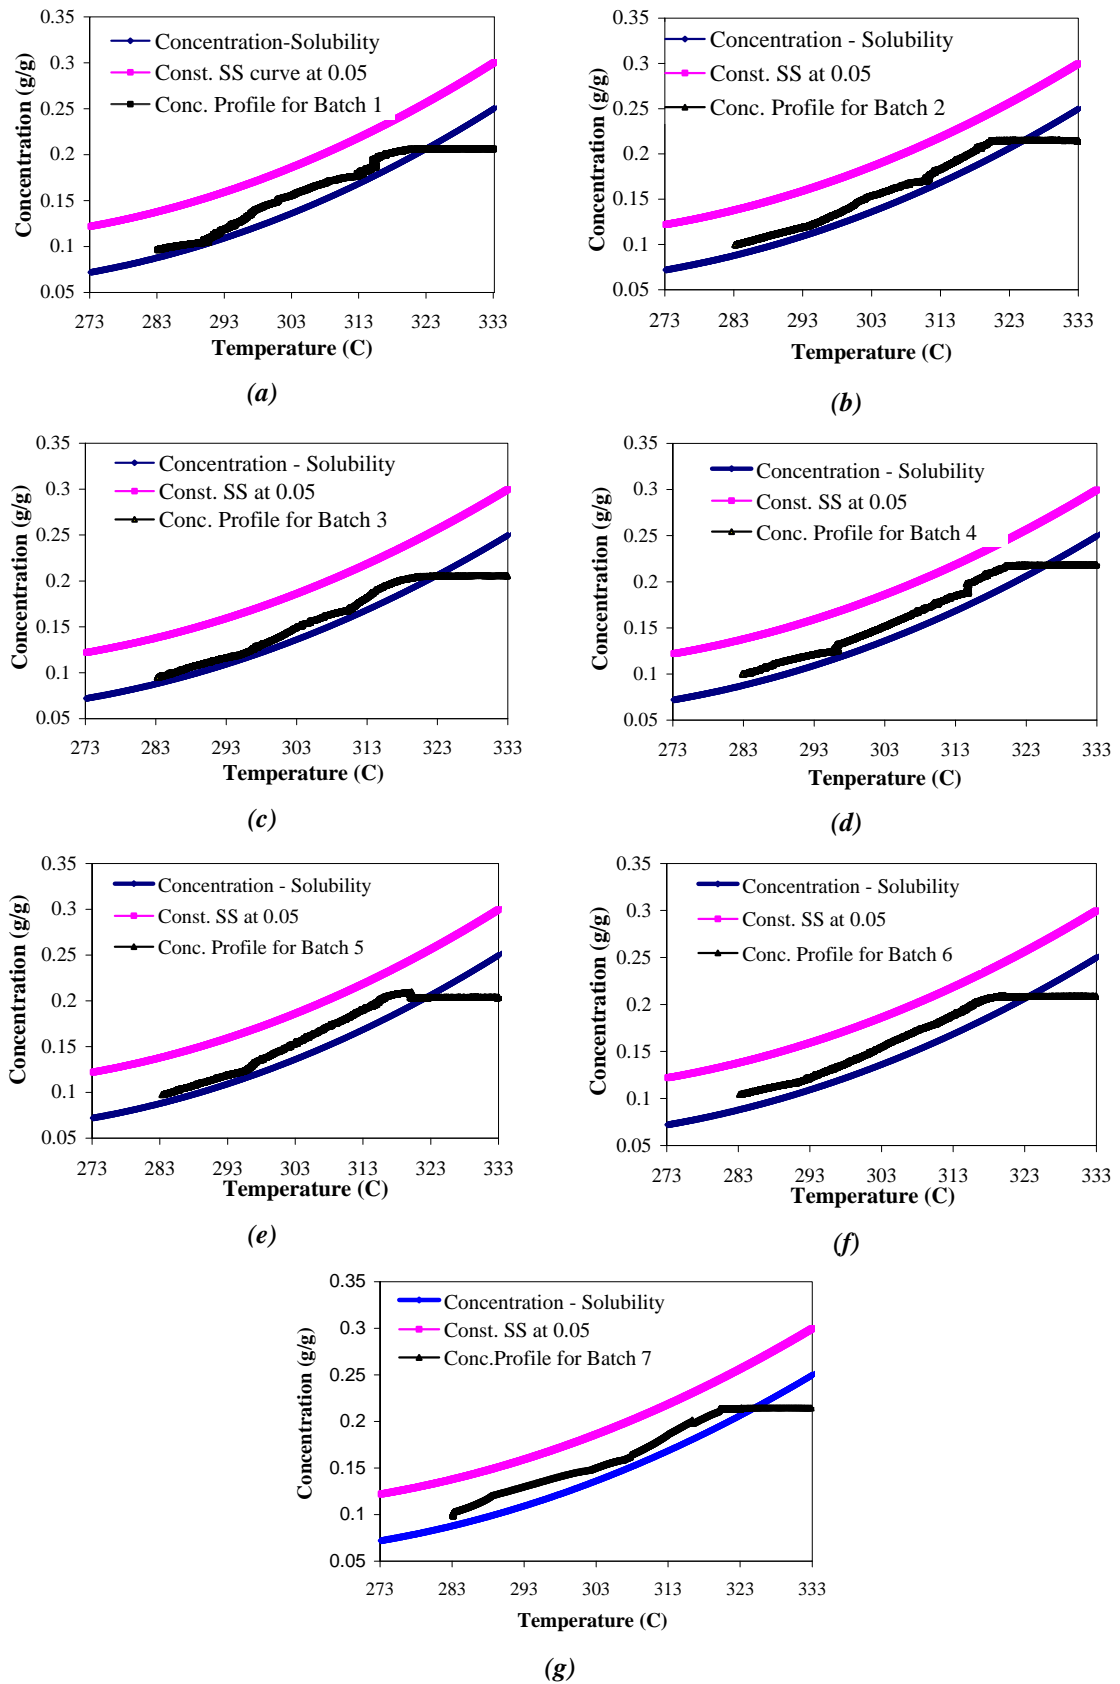 0.35
0.3
0.25
0.2
0.15
0.1
0.05
Concentration (g/g)
Concentration-Solubility
Const. SS curve at 0.05
Conc. Profile for Batch 1
273 283 293 303 313 323 333
Temperature (C)
(a)
0.35
0.3
0.25
0.2
0.15
0.1
0.05
Concentration (g/g)
Concentration - Solubility
Const. SS at 0.05
Conc. Profile for Batch 2
273 283 293 303 313 323 333
Temperature (C)
(b)
0.35
0.3
0.25
0.2
0.15
0.1
0.05
Concentration (g/g)
Concentration - Solubility
Const. SS at 0.05
Conc. Profile for Batch 3
273 283 293 303 313 323 333
Temperature (C)
(c)
0.35
0.3
0.25
0.2
0.15
0.1
0.05
Concentration (g/g)
Concentration - Solubility
Const. SS at 0.05
Conc. Profile for Batch 4
273 283 293 303 313 323 333
Tenperature (C)
(d)
0.35
0.3
0.25
0.2
0.15
0.1
0.05
Concentration (g/g)
Concentration - Solubility
Const. SS at 0.05
Conc. Profile for Batch 5
273 283 293 303 313 323 333
Temperature (C)
(e)
0.35
0.3
0.25
0.2
0.15
0.1
0.05
Concentration (g/g)
Concentration - Solubility
Const. SS at 0.05
Conc. Profile for Batch 6
273 283 293 303 313 323 333
Temperature (C)
(f)
0.35
0.3
0.25
0.2
0.15
0.1
0.05
Concentration (g/g)
Concentration - Solubility
Const. SS at 0.05
Conc.Profile for Batch 7
273 283 293 303 313 323 333
Temperature (C)
(g)